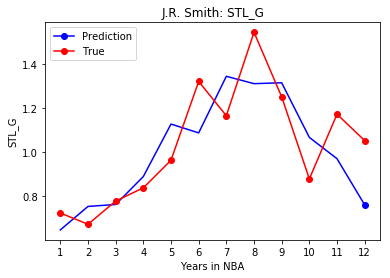 J.R. Smith: STL_G
Prediction
True
1.4
1.2
1.0
0.8
STL_G
1 2 3 4 5 6 7 8 9 10 11 12
Years in NBA